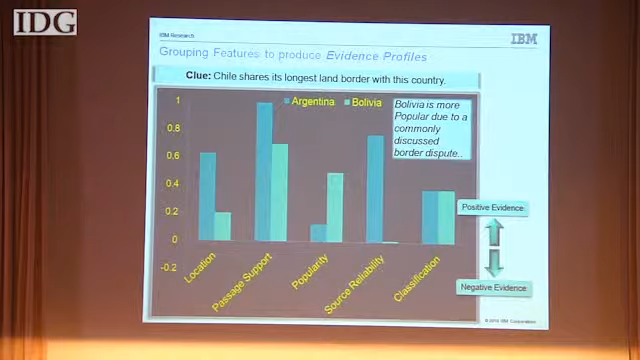 IDG
IBM Research
IBM
Grouping Features to produce Evidence Profiles
Clue: Chile shares its longest land border with this country.
1
0.8
0.6
0.4
0.2
0
-0.2
Argentina
Bolivia
Bolivia is more
Popular due to a
commonly
discussed
border dispute..
Location
Passage Support
Popularity
Source Reliability
Classification
Positive Evidence
Negative Evidence
IBM Corporation